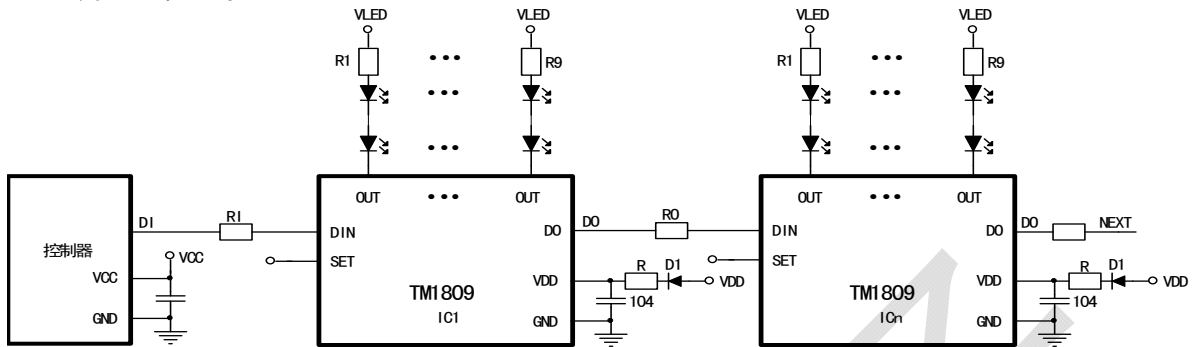 VLED VLED VLED VLED
R1 ••• R9 R1 ••• R9
••• ••• 
••• •••
OUT ••• OUT OUT ••• OUT
DI RI DIN DO DO RO DIN DO DO NEXT
控制器 VCC SET SET
VCC VDD R D1 VDD VDD R D1 VDD
TM1809 104 TM1809 104
GND IC1 GND ICn GND